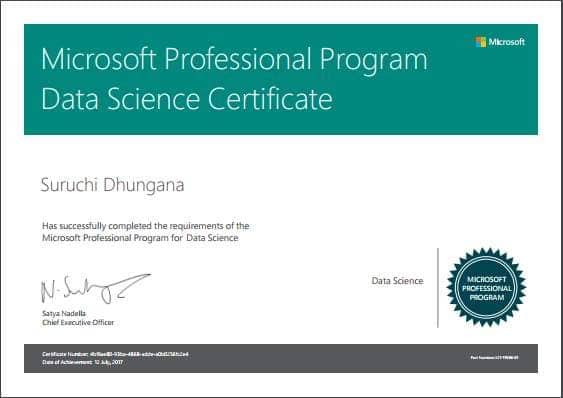 Microsoft
Microsoft Professional Program
Data Science Certificate
Suruchi Dhungana
Has successfully completed the requirements of the
Microsoft Professional Program for Data Science
Satya Nadella
Chief Executive Officer
Data Science
MICROSOFT
PROFESSIONAL
PROGRAM
Certificate Number:
Date of Achievement: 12 July, 2017
Part Number: